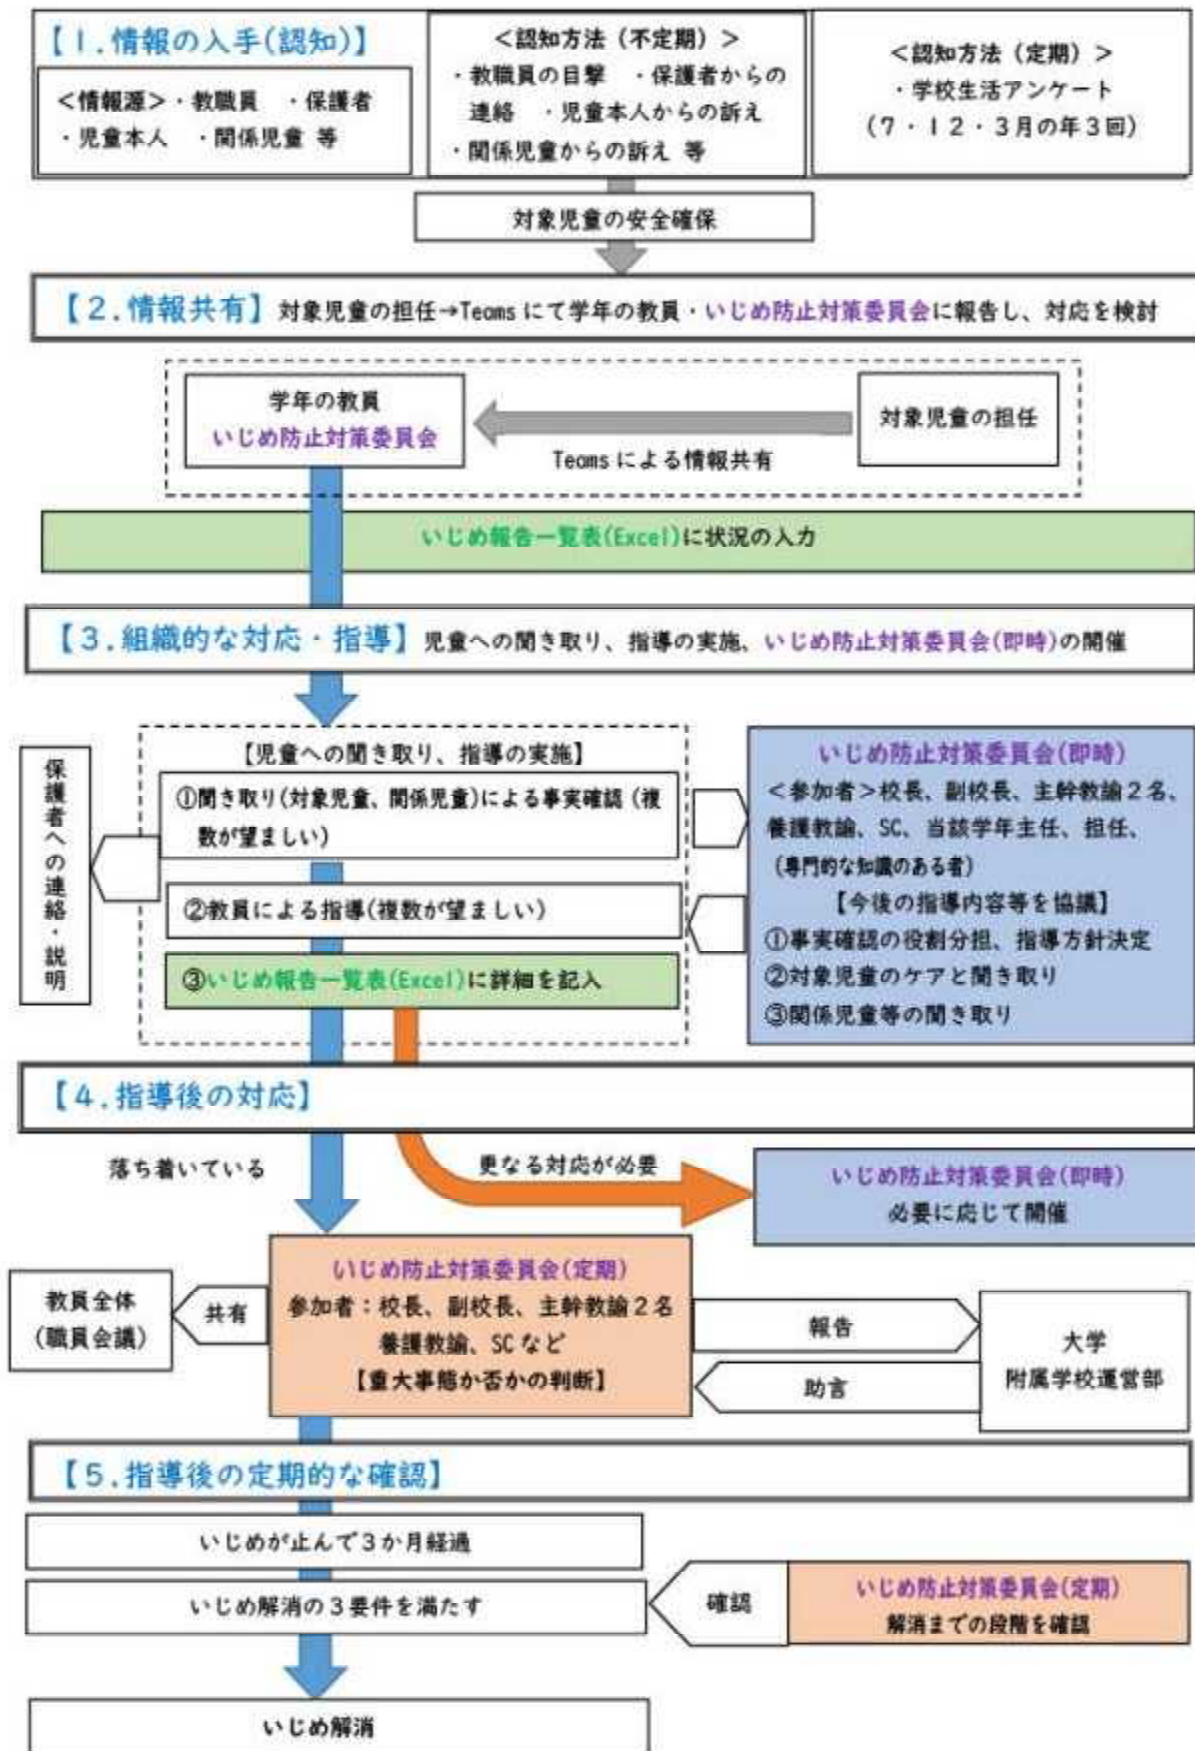 【1.情報の入手(認知)】
<情報源>・教職員　・保護者
・児童本人　・関係児童 等
<認知方法（不定期）>
・教職員の目撃　・保護者からの
連絡　・児童本人からの訴え
・関係児童からの訴え 等
<認知方法（定期）>
・学校生活アンケート
（7・12・3月の年3回）
対象児童の安全確保
【2.情報共有】対象児童の担任→Teamsにて学年の教員・いじめ防止対策委員会に報告し、対応を検討
学年の教員
いじめ防止対策委員会
対象児童の担任
Teamsによる情報共有
いじめ報告一覧表(Excel)に状況の入力
【3.組織的な対応・指導】児童への聞き取り、指導の実施、いじめ防止対策委員会(即時)の開催
保護者への連絡・説明
【児童への聞き取り、指導の実施】
①聞き取り(対象児童、関係児童)による事実確認(複
数が望ましい)
②教員による指導(複数が望ましい)
③いじめ報告一覧表(Excel)に詳細を記入
いじめ防止対策委員会(即時)
<参加者>校長、副校長、主幹教諭2名、
養護教諭、SC、当該学年主任、担任、
(専門的な知識のある者)
【今後の指導内容等を協議】
①事実確認の役割分担、指導方針決定
②対象児童のケアと聞き取り
③関係児童等の聞き取り
【4.指導後の対応】
落ち着いている
更なる対応が必要
いじめ防止対策委員会(即時)
必要に応じて開催
教員全体
(職員会議)
共有
いじめ防止対策委員会(定期)
参加者：校長、副校長、主幹教諭2名
養護教諭、SCなど
【重大事態か否かの判断】
報告
助言
大学
附属学校運営部
【5.指導後の定期的な確認】
いじめが止んで3か月経過
いじめ解消の3要件を満たす
確認
いじめ防止対策委員会(定期)
解消までの段階を確認
いじめ解消